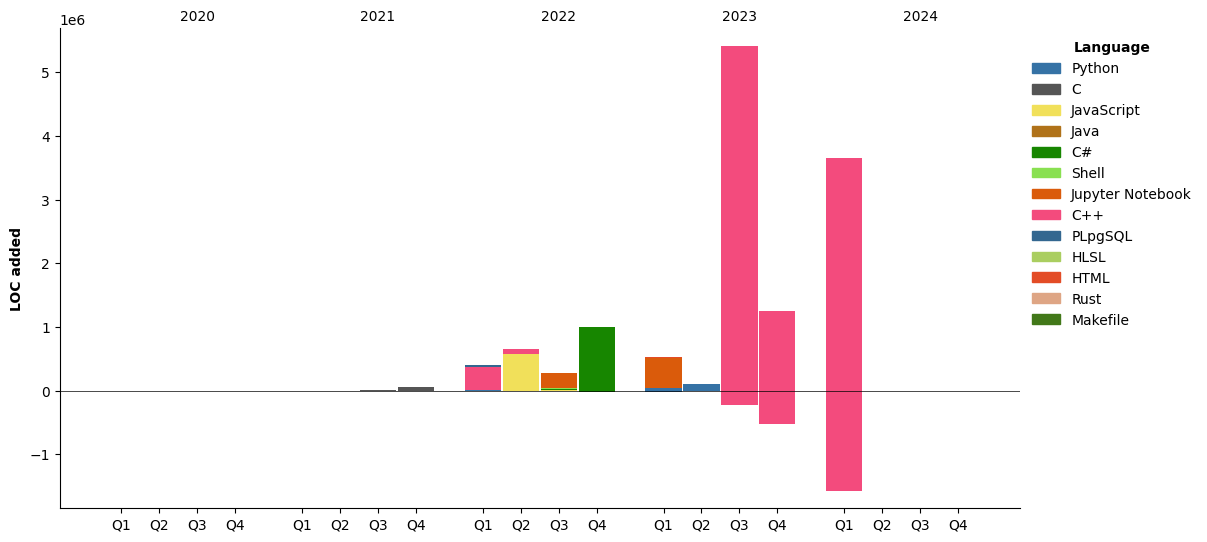 2020 2021 2022 2023 2024
1e6
5
4
3
2
1
0
−1
LOC added
Q1 Q2 Q3 Q4 Q1 Q2 Q3 Q4 Q1 Q2 Q3 Q4 Q1 Q2 Q3 Q4 Q1 Q2 Q3 Q4
Language
Python
C
JavaScript
Java
C#
Shell
Jupyter Notebook
C++
PLpgSQL
HLSL
HTML
Rust
Makefile